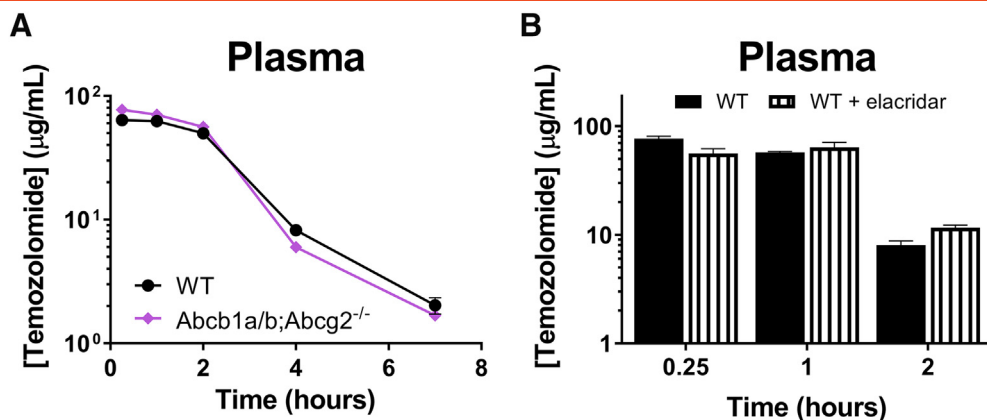 A
Plasma
[Temozolomide] (μg/mL)
10²
10¹
10⁰
WT
Abcb1a/b;Abcg2⁻/⁻
0 2 4 6 8
Time (hours)
B
Plasma
[Temozolomide] (μg/mL)
WT WT + elacridar
100
10
1
0.25 1 2
Time (hours)